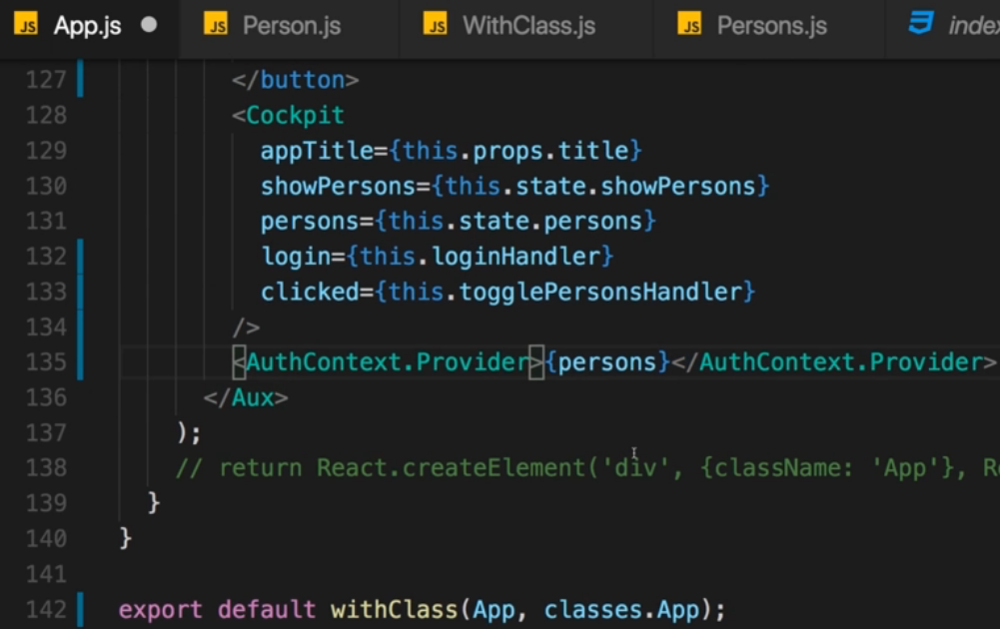 JS App.js JS Person.js JS WithClass.js JS Persons.js index
127 </button>
128 <Cockpit
129 appTitle={this.props.title}
130 showPersons={this.state.showPersons}
131 persons={this.state.persons}
132 login={this.loginHandler}
133 clicked={this.togglePersonsHandler}
134 />
135 <AuthContext.Provider>{persons}</AuthContext.Provider>
136 </Aux>
137 );
138 // return React.createElement('div', {className: 'App'}, Re
139 }
140 }
141
142 export default withClass(App, classes.App);